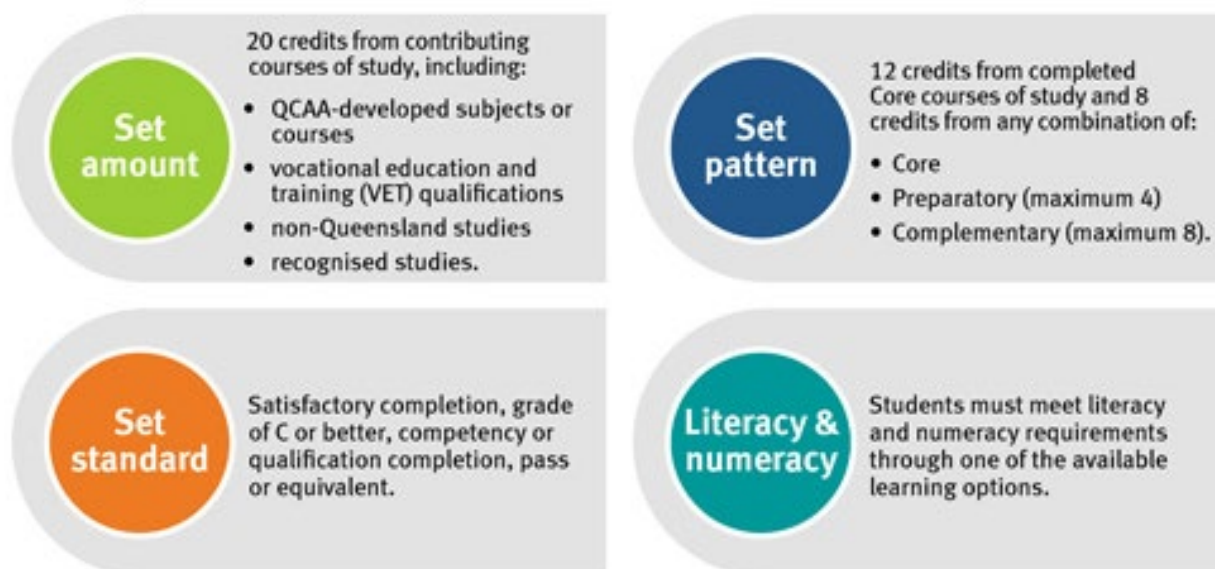 Set
amount
20 credits from contributing
courses of study, including:
• QCAA-developed subjects or
courses
• vocational education and
training (VET) qualifications
• non-Queensland studies
• recognised studies.
Set
pattern
12 credits from completed
Core courses of study and 8
credits from any combination of:
• Core
• Preparatory (maximum 4)
• Complementary (maximum 8).
Set
standard
Satisfactory completion, grade
of C or better, competency or
qualification completion, pass
or equivalent.
Literacy &
numeracy
Students must meet literacy
and numeracy requirements
through one of the available
learning options.